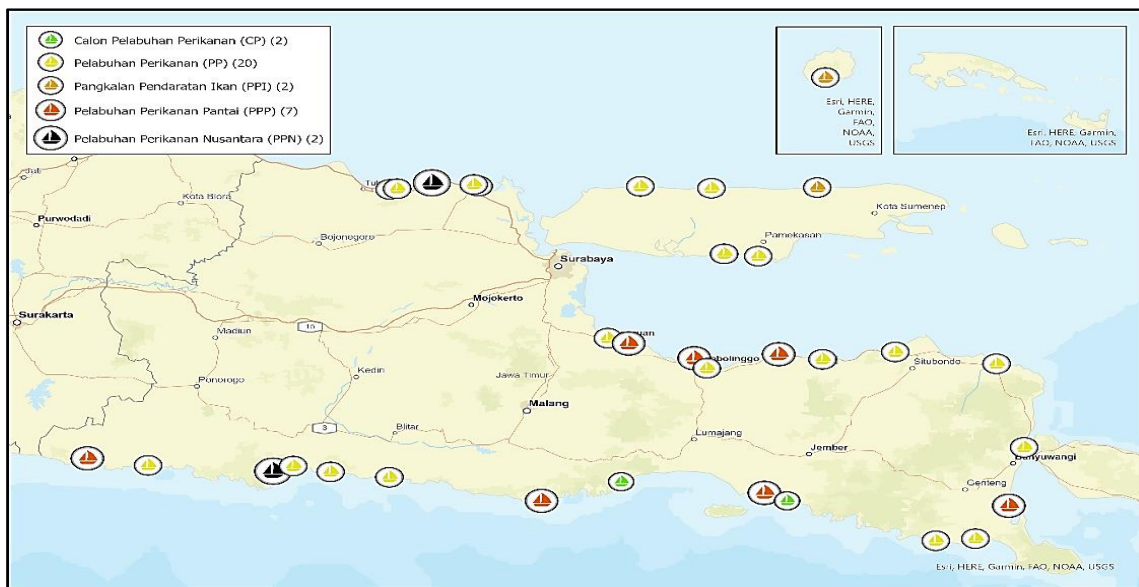 Calon Pelabuhan Perikanan (CP) (2)
Pelabuhan Perikanan (PP) (20)
Pangkalan Pendaratan Ikan (PPI) (2)
Pelabuhan Perikanan Pantai (PPP) (7)
Pelabuhan Perikanan Nusantara (PPN) (2)
Esri, HERE,
Garmin,
FAO,
NOAA,
USGS
Esri, HERE, Garmin,
FAO, NOAA, USGS
Kota Blora
Purwodadi
Bojonegoro
Kota Sumenep
Pamekasan
Surabaya
Mojokerto
Surakarta
15
Madiun
Ponorogo
Kediri
Jawa Timur
Situbondo
Malang
3
Blitar
Lumajang
Jember
Banyuwangi
Genteng
Esri, HERE, Garmin, FAO, NOAA, USGS